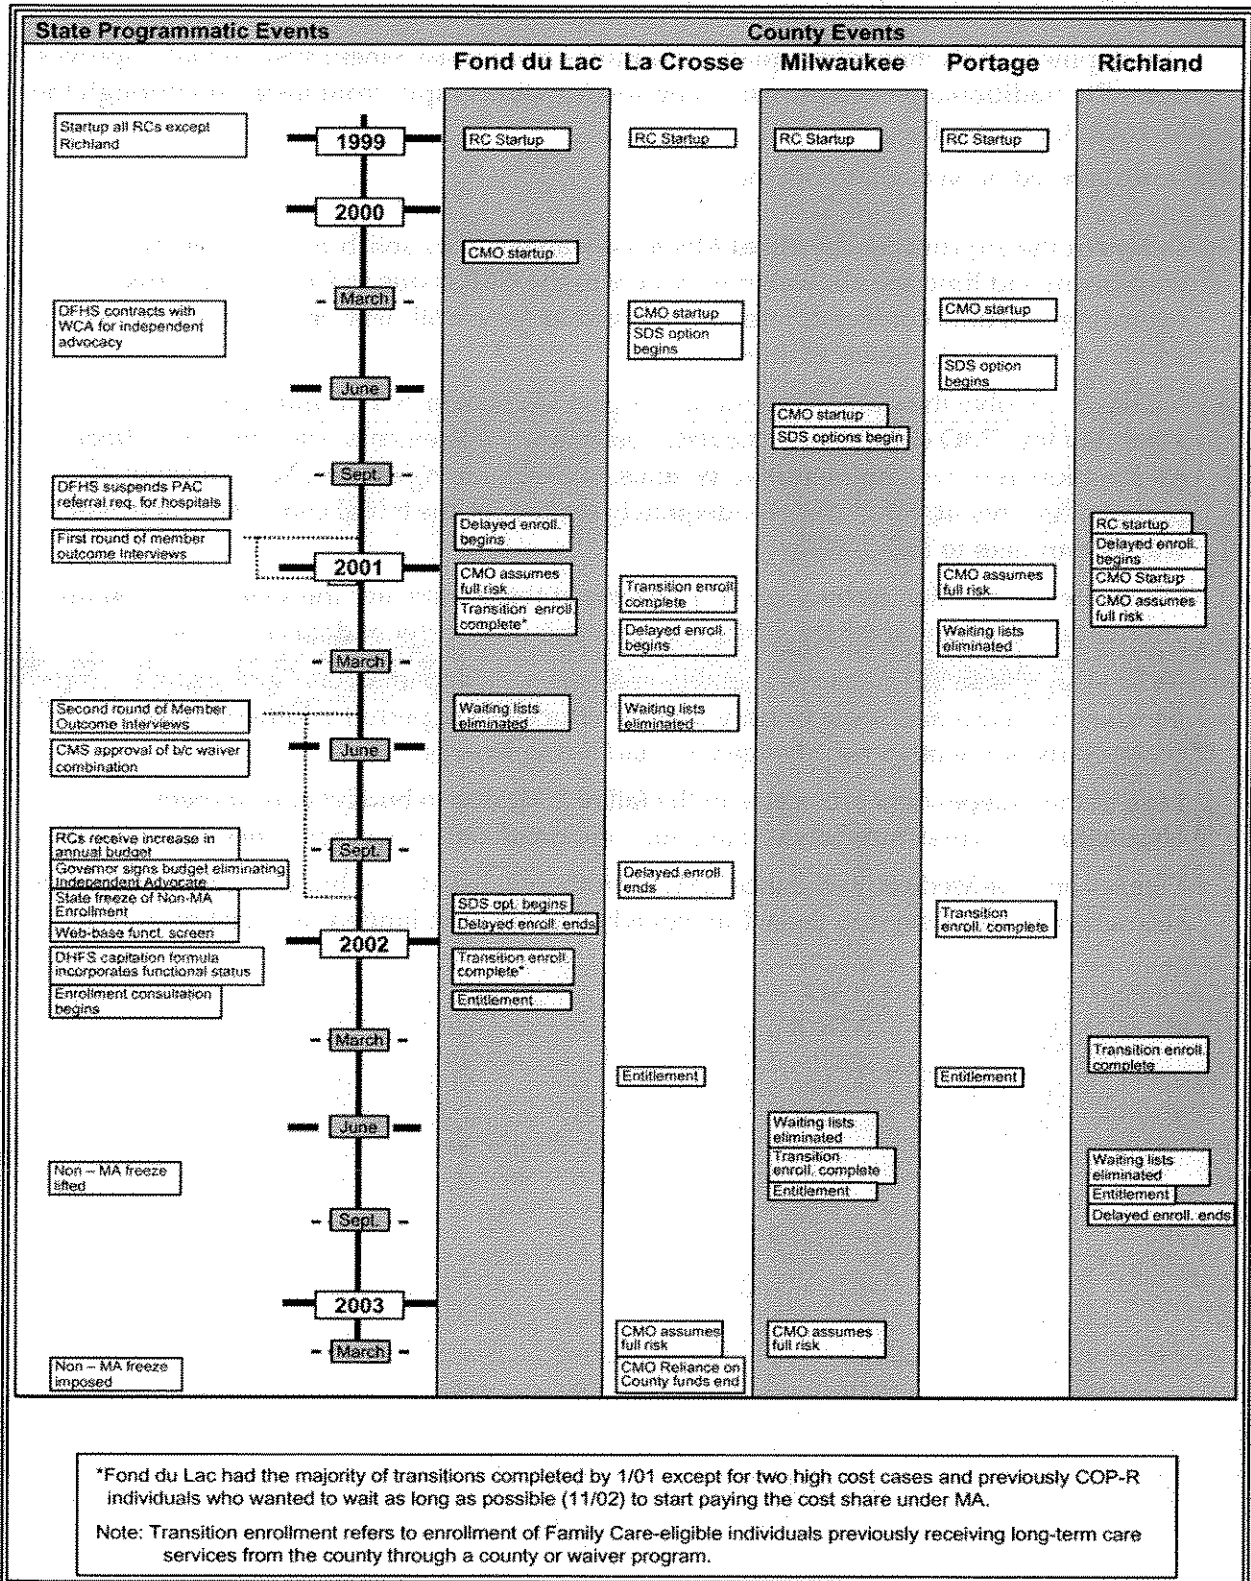 State Programmatic Events
County Events
Fond du Lac
La Crosse
Milwaukee
Portage
Richland
Startup all RCs except
Richland
1999
RC Startup
RC Startup
RC Startup
RC Startup
2000
CMO startup
March
DFHS contracts with
WCA for independent
advocacy
CMO startup
SDS option
begins
CMO startup
SDS option
begins
June
CMO startup
SDS options begin
Sept.
DFHS suspends PAC
referral req. for hospitals
First round of member
outcome Interviews
Delayed enroll.
begins
RC startup
Delayed enroll.
begins
CMO Startup
CMO assumes
full risk
2001
CMO assumes
full risk
Transition enroll.
complete*
Transition enroll.
complete
Delayed enroll.
begins
CMO assumes
full risk
Waiting lists
eliminated
March
Second round of Member
Outcome Interviews
CMS approval of b/c waiver
combination
Waiting lists
eliminated
Waiting lists
eliminated
June
RCs receive increase in
annual budget
Governor signs budget eliminating
Independent Advocate
State freeze of Non-MA
Enrollment
Web-base funct. screen
DHFS capitation formula
incorporates functional status
Enrollment consultation
begins
Sept.
Delayed enroll.
ends
SDS opt. begins
Delayed enroll. ends
Transition
enroll. complete
2002
Transition enroll.
complete*
Entitlement
March
Transition enroll.
complete
Entitlement
Entitlement
June
Waiting lists
eliminated
Transition
enroll. complete
Entitlement
Waiting lists
eliminated
Entitlement
Delayed enroll. ends
Non – MA freeze
lifted
Sept.
2003
CMO assumes
full risk
CMO Reliance on
County funds end
CMO assumes
full risk
March
Non – MA freeze
imposed
*Fond du Lac had the majority of transitions completed by 1/01 except for two high cost cases and previously COP-R
individuals who wanted to wait as long as possible (11/02) to start paying the cost share under MA.
Note: Transition enrollment refers to enrollment of Family Care-eligible individuals previously receiving long-term care
services from the county through a county or waiver program.